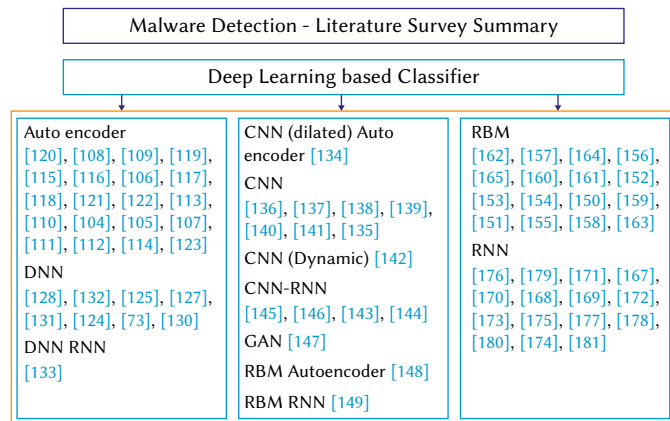 Malware Detection - Literature Survey Summary
Deep Learning based Classifier
Auto encoder
[120], [108], [109], [119],
[115], [116], [106], [117],
[118], [121], [122], [113],
[110], [104], [105], [107],
[111], [112], [114], [123]
DNN
[128], [132], [125], [127],
[131], [124], [73], [130]
DNN RNN
[133]
CNN (dilated) Auto
encoder [134]
CNN
[136], [137], [138], [139],
[140], [141], [135]
CNN (Dynamic) [142]
CNN-RNN
[145], [146], [143], [144]
GAN [147]
RBM Autoencoder [148]
RBM RNN [149]
RBM
[162], [157], [164], [156],
[165], [160], [161], [152],
[153], [154], [150], [159],
[151], [155], [158], [163]
RNN
[176], [179], [171], [167],
[170], [168], [169], [172],
[173], [175], [177], [178],
[180], [174], [181]